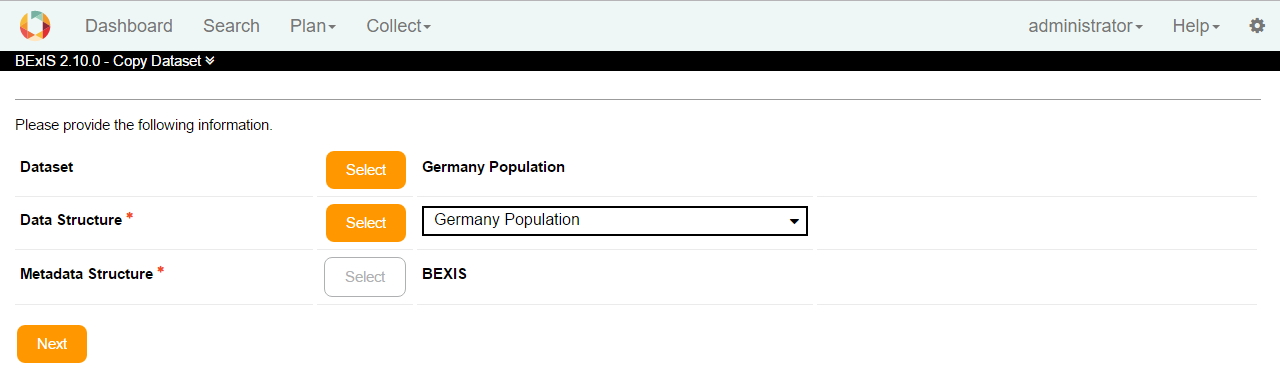 Dashboard Search Plan Collect administrator Help
BExIS 2.10.0 - Copy Dataset
Please provide the following information.
Dataset Select Germany Population
Data Structure * Select Germany Population
Metadata Structure * Select BEXIS
Next